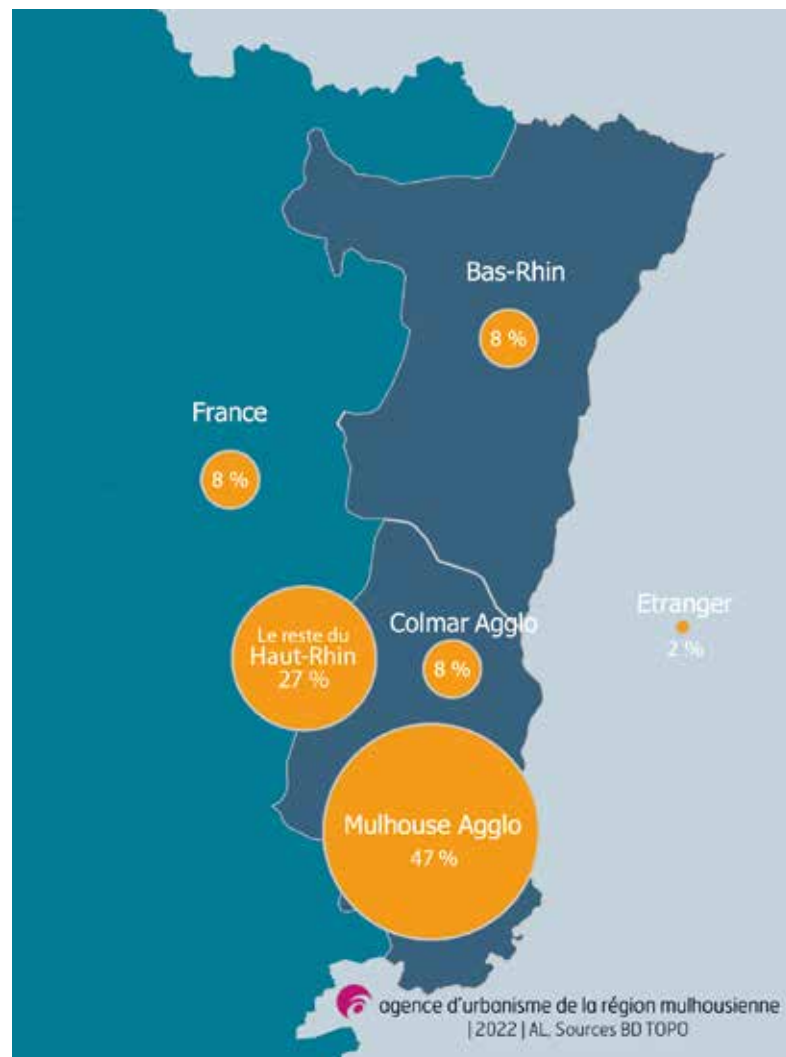 Bas-Rhin
8 %
France
8 %
Etranger
2 %
Colmar Agglo
8 %
Le reste du
Haut-Rhin
27 %
Mulhouse Agglo
47 %
agence d'urbanisme de la région mulhousienne
| 2022 | AL, Sources BD TOPO